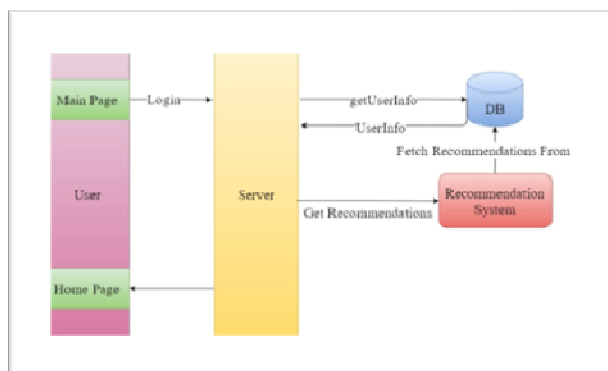 Main Page
Login
getUserInfo
DB
UserInfo
Fetch Recommendations From
User
Server
Recommendation
System
Get Recommendations
Home Page